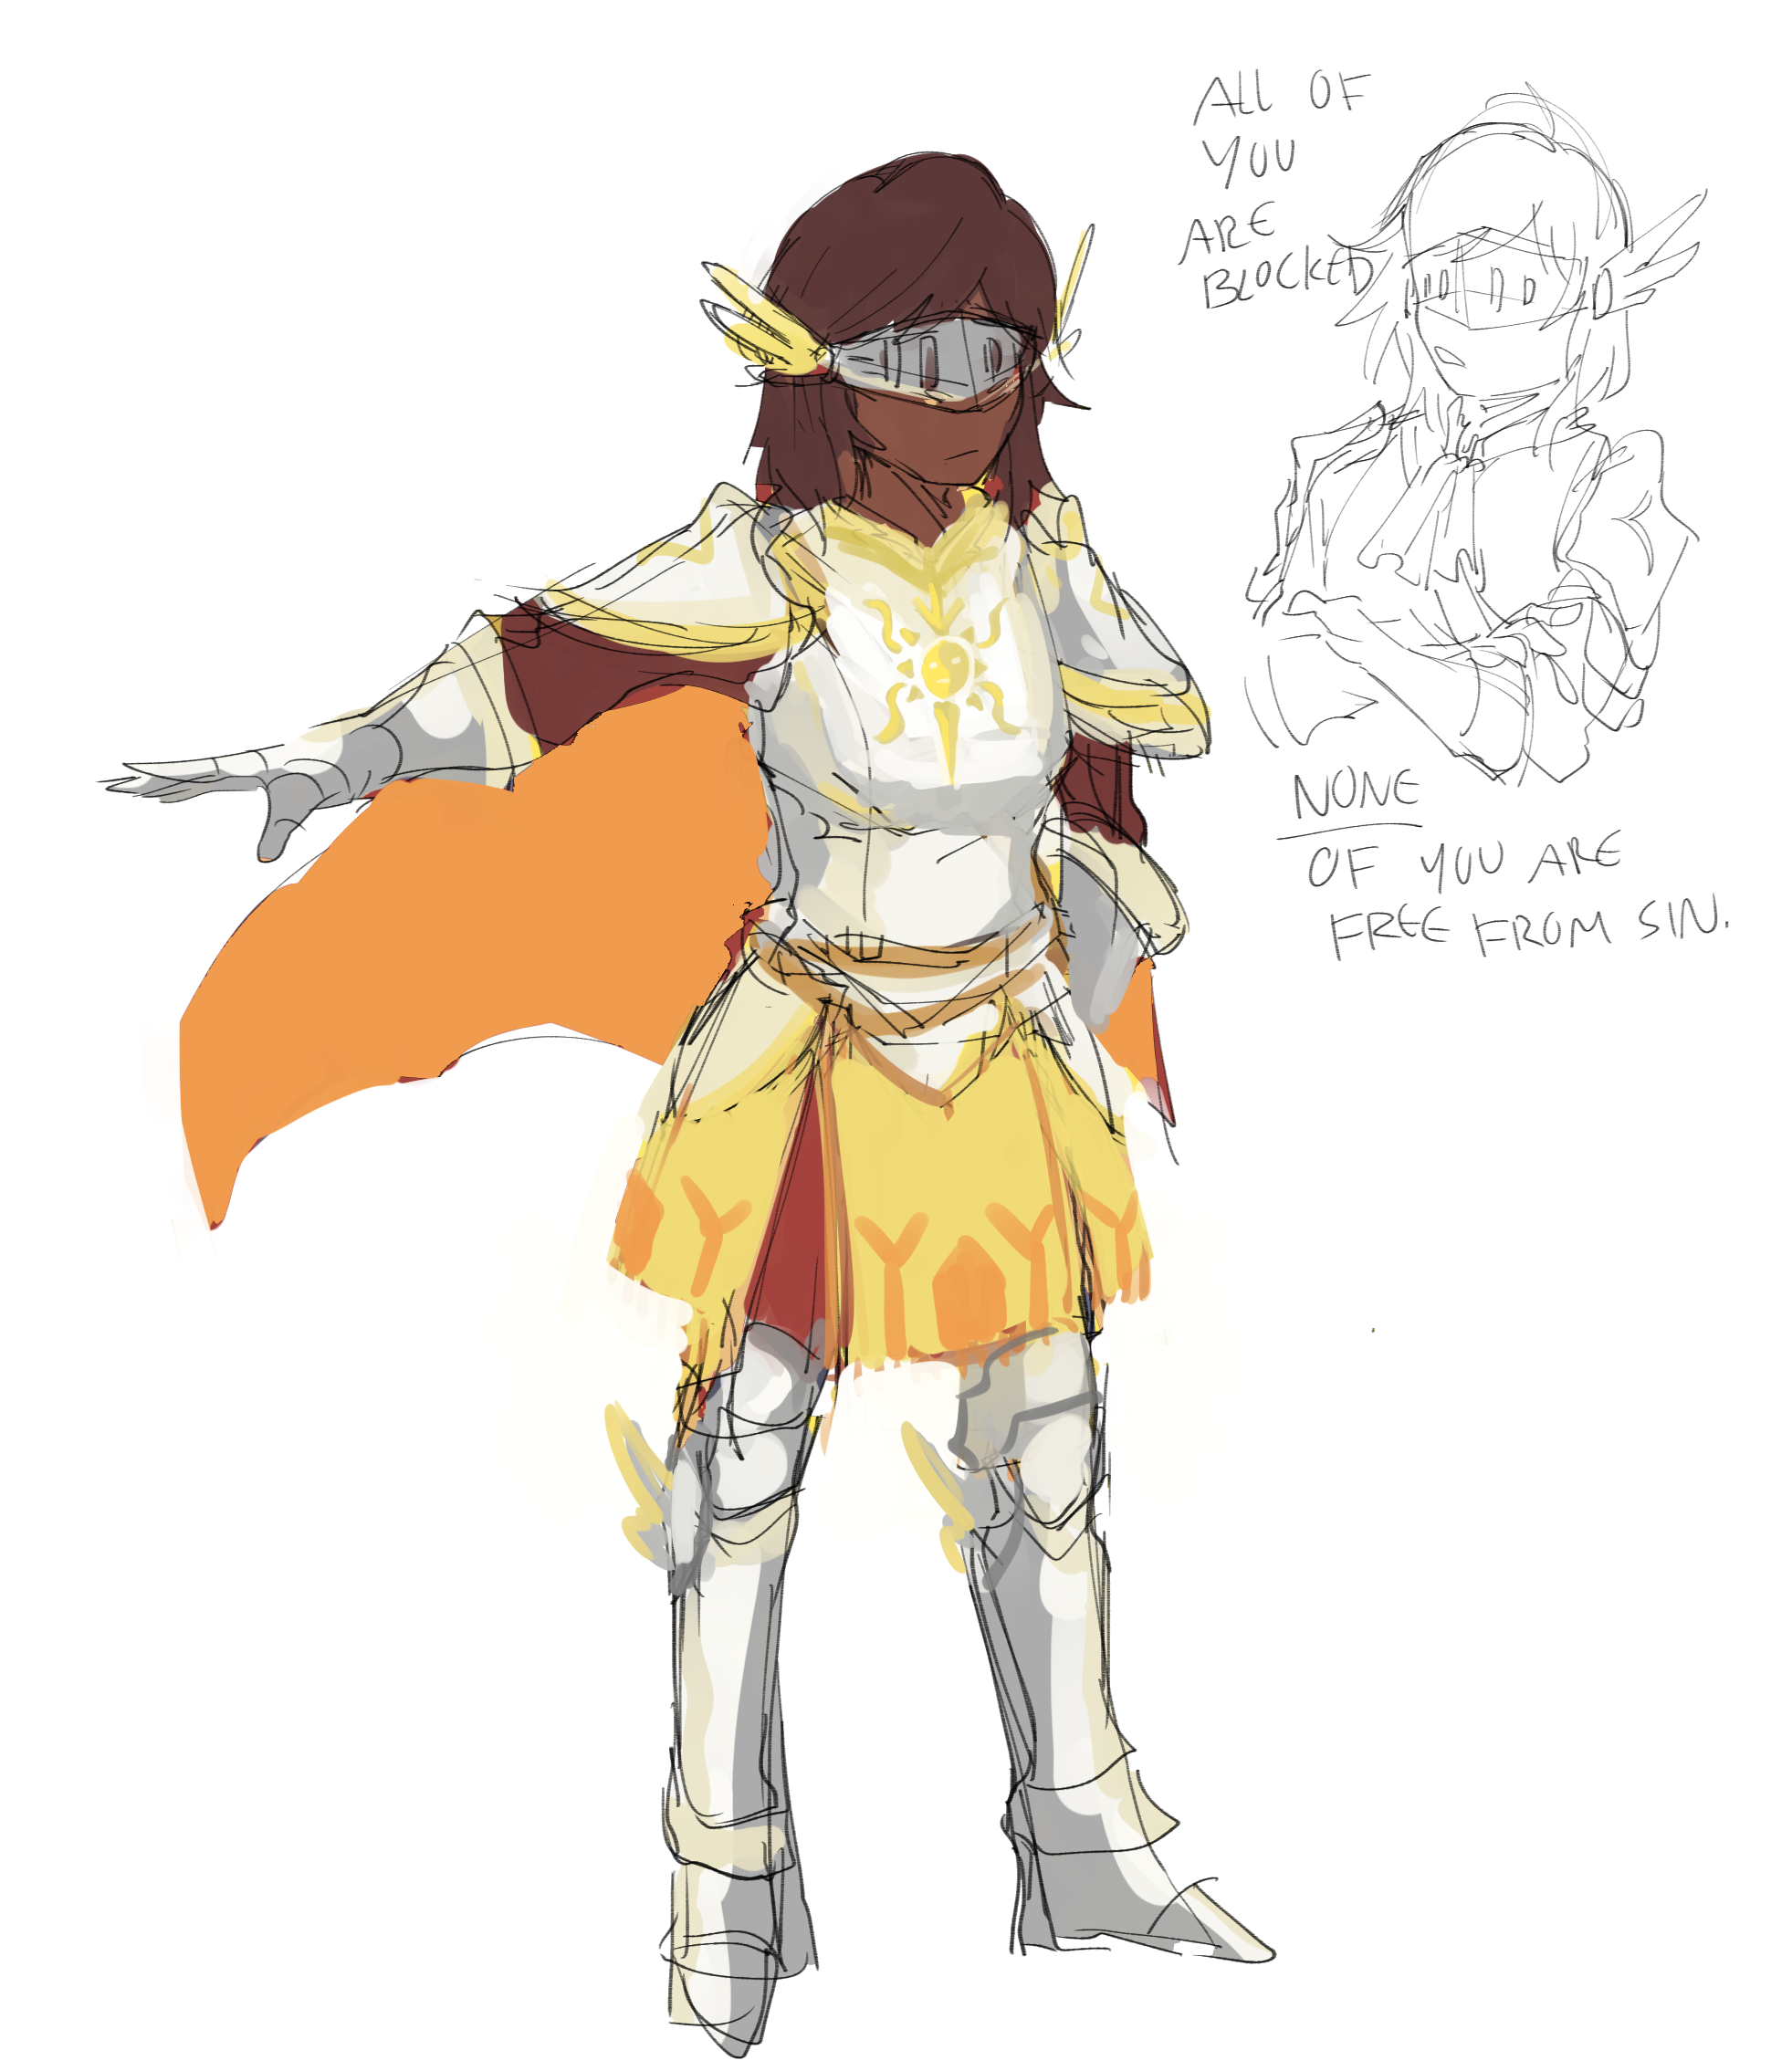 ALL OF
YOU
ARE
BLOCKED
NONE
OF YOU ARE
FREE FROM SIN.